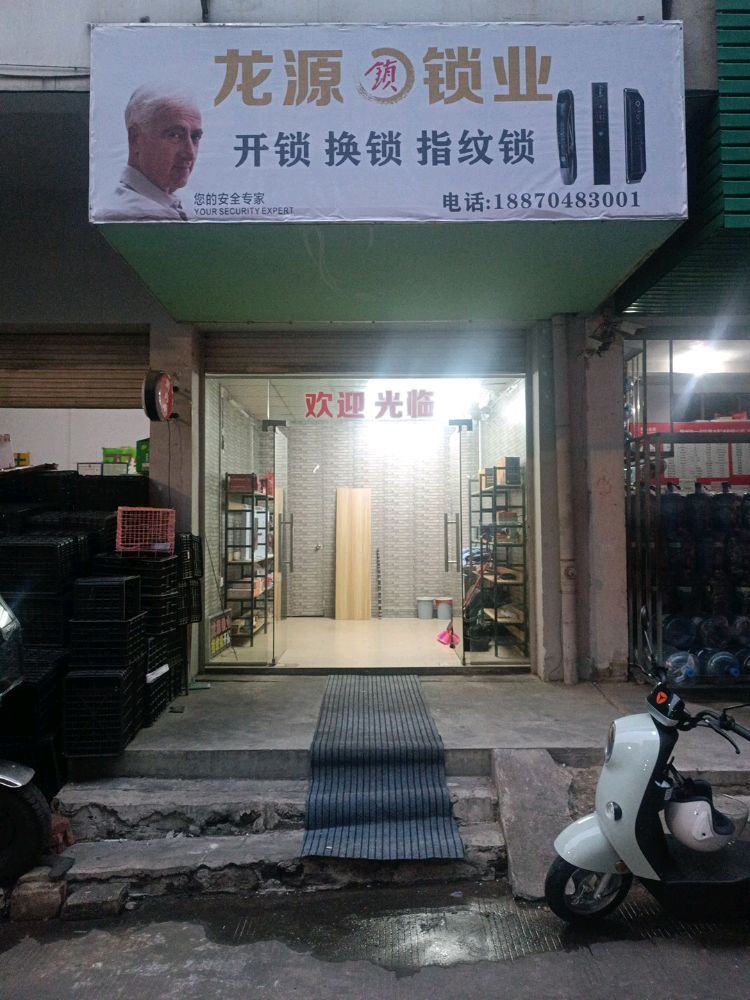 龙源 鎖 锁业
开锁 换锁 指纹锁
您的安全专家
YOUR SECURITY EXPERT
电话:18870483001
欢迎 光临